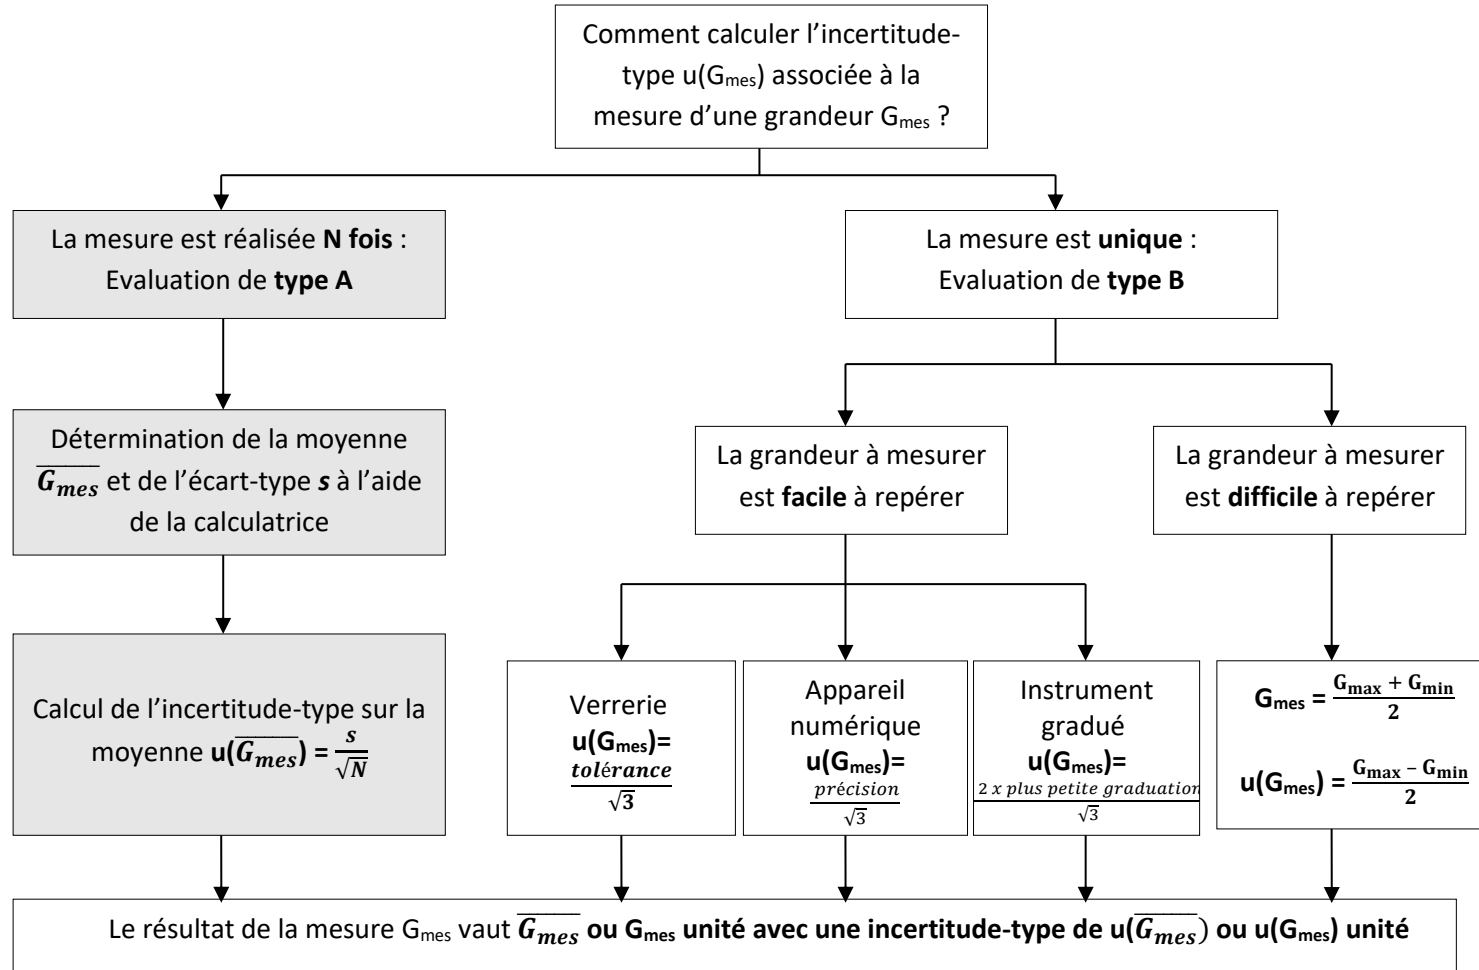 Comment calculer l’incertitude-
type u(Gmes) associée à la
mesure d’une grandeur Gmes ?
La mesure est réalisée N fois :
Evaluation de type A
La mesure est unique :
Evaluation de type B
Détermination de la moyenne
G̅mes et de l’écart-type s à l’aide
de la calculatrice
La grandeur à mesurer
est facile à repérer
La grandeur à mesurer
est difficile à repérer
Calcul de l’incertitude-type sur la
moyenne u(G̅mes) = s/√N
Verrerie
u(Gmes)=
tolérance/√3
Appareil
numérique
u(Gmes)=
précision/√3
Instrument
gradué
u(Gmes)=
2 x plus petite graduation/√3
Gmes = (Gmax + Gmin)/2
u(Gmes) = (Gmax – Gmin)/2
Le résultat de la mesure Gmes vaut G̅mes ou Gmes unité avec une incertitude-type de u(G̅mes) ou u(Gmes) unité